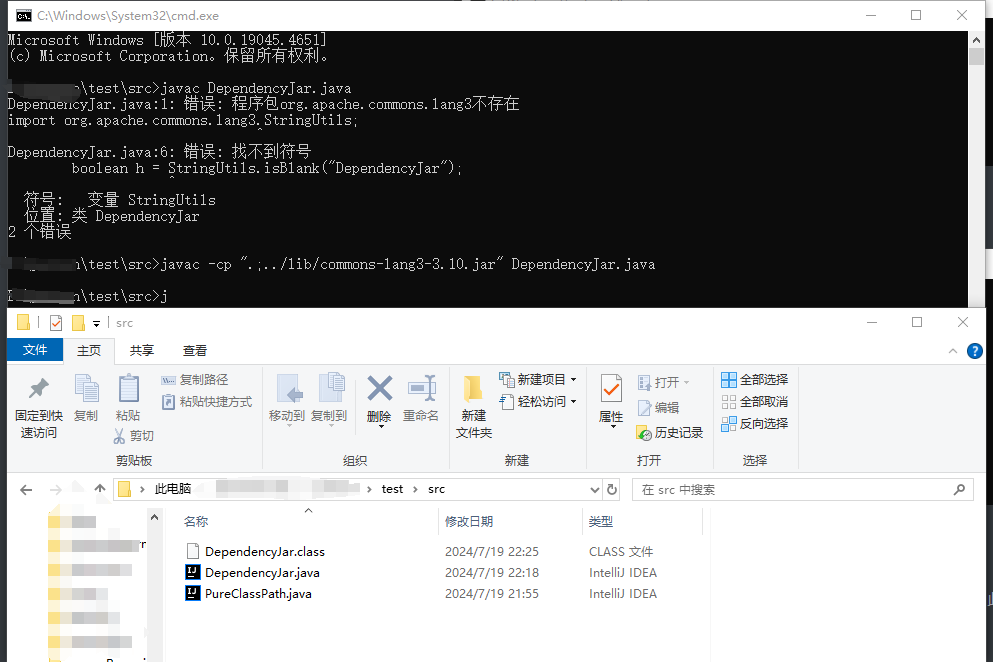 C:\Windows\System32\cmd.exe
Microsoft Windows [版本 10.0.19045.4651]
(c) Microsoft Corporation。保留所有权利。
\test\src>javac DependencyJar.java
DependencyJar.java:1: 错误: 程序包org.apache.commons.lang3不存在
import org.apache.commons.lang3.StringUtils;
^
DependencyJar.java:6: 错误: 找不到符号
boolean h = StringUtils.isBlank("DependencyJar");
^
符号:   变量 StringUtils
位置: 类 DependencyJar
2 个错误
\test\src>javac -cp ".;../lib/commons-lang3-3.10.jar" DependencyJar.java
\test\src>j
src
文件 主页 共享 查看
固定到快速访问
复制
粘贴
复制路径
粘贴快捷方式
剪切
移动到 复制到 删除 重命名
新建文件夹
新建项目
轻松访问
属性
打开
编辑
历史记录
全部选择
全部取消
反向选择
剪贴板 组织 新建 打开 选择
此电脑 › test › src
在 src 中搜索
名称 修改日期 类型
DependencyJar.class 2024/7/19 22:25 CLASS 文件
DependencyJar.java 2024/7/19 22:18 IntelliJ IDEA
PureClassPath.java 2024/7/19 21:55 IntelliJ IDEA